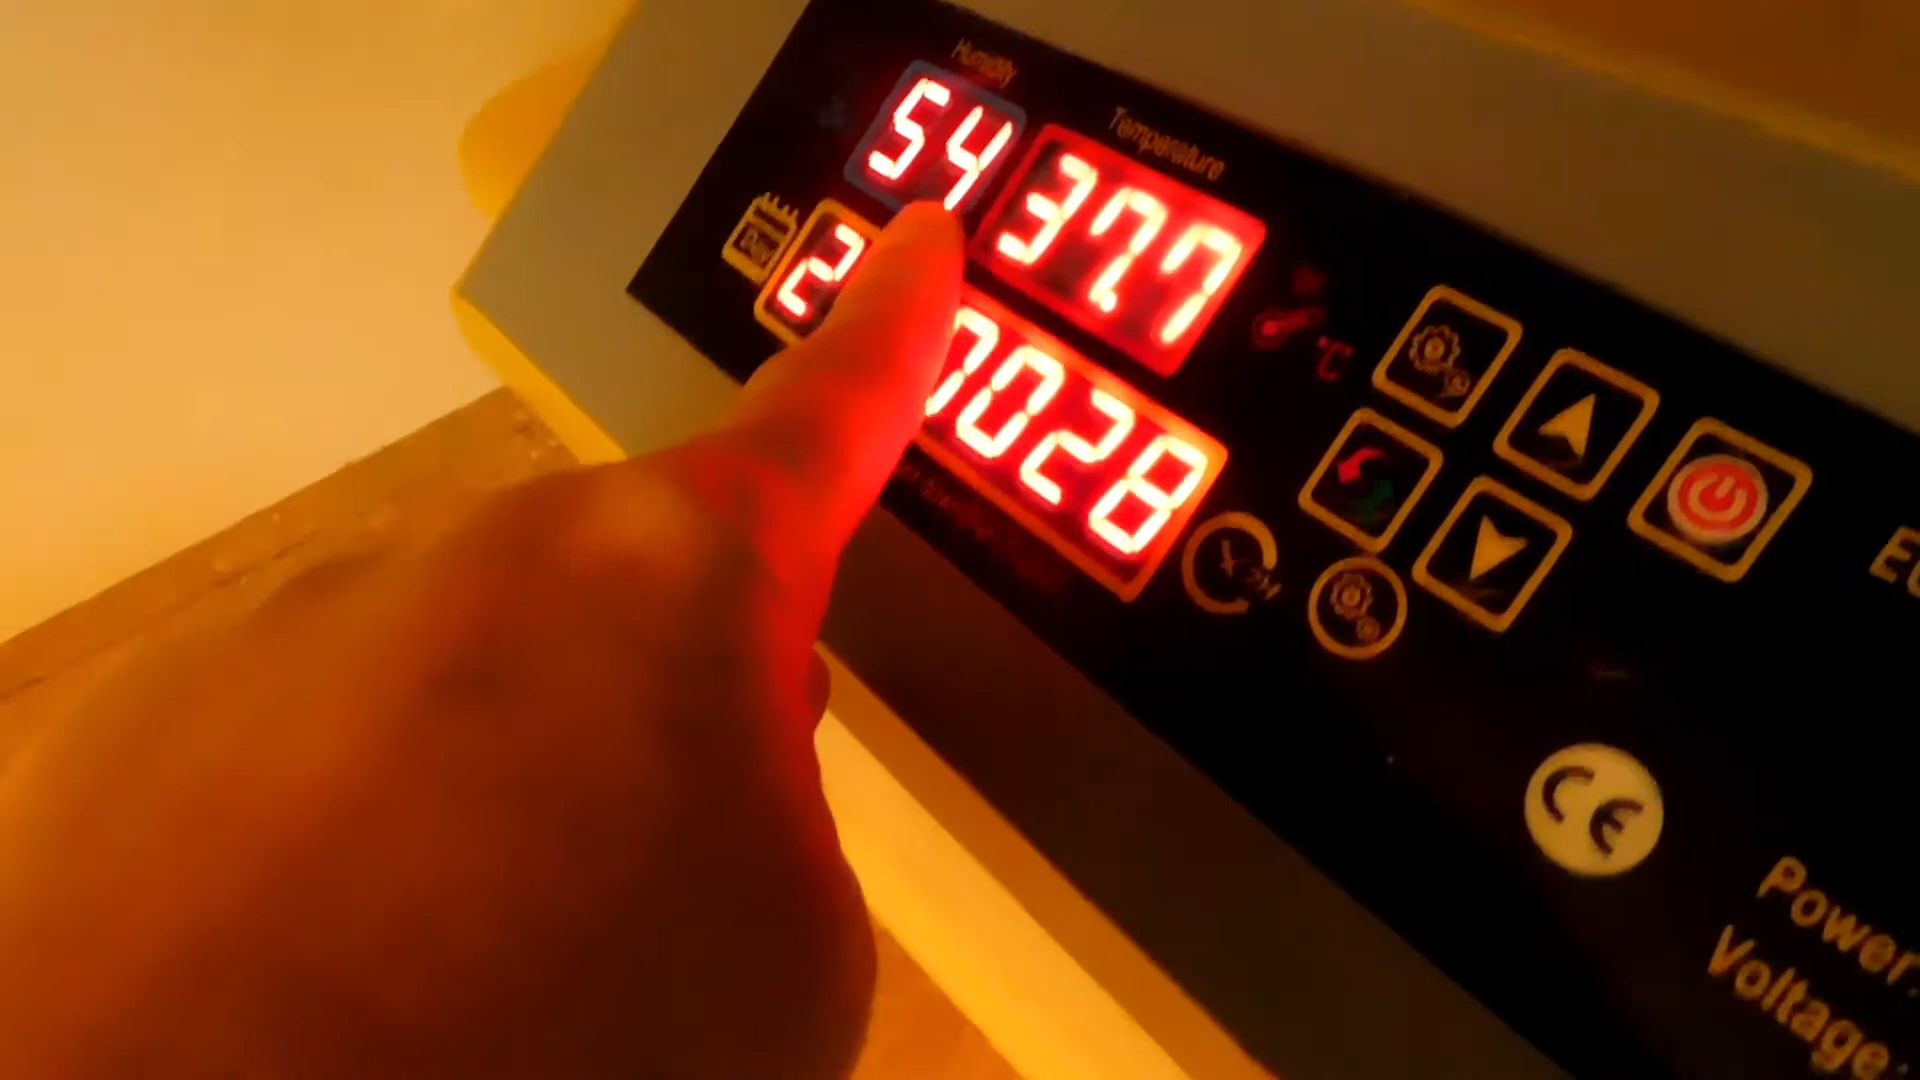 Humidity
Temperature
54
37.7
°C
2
0028
CE
Power:
Voltage: